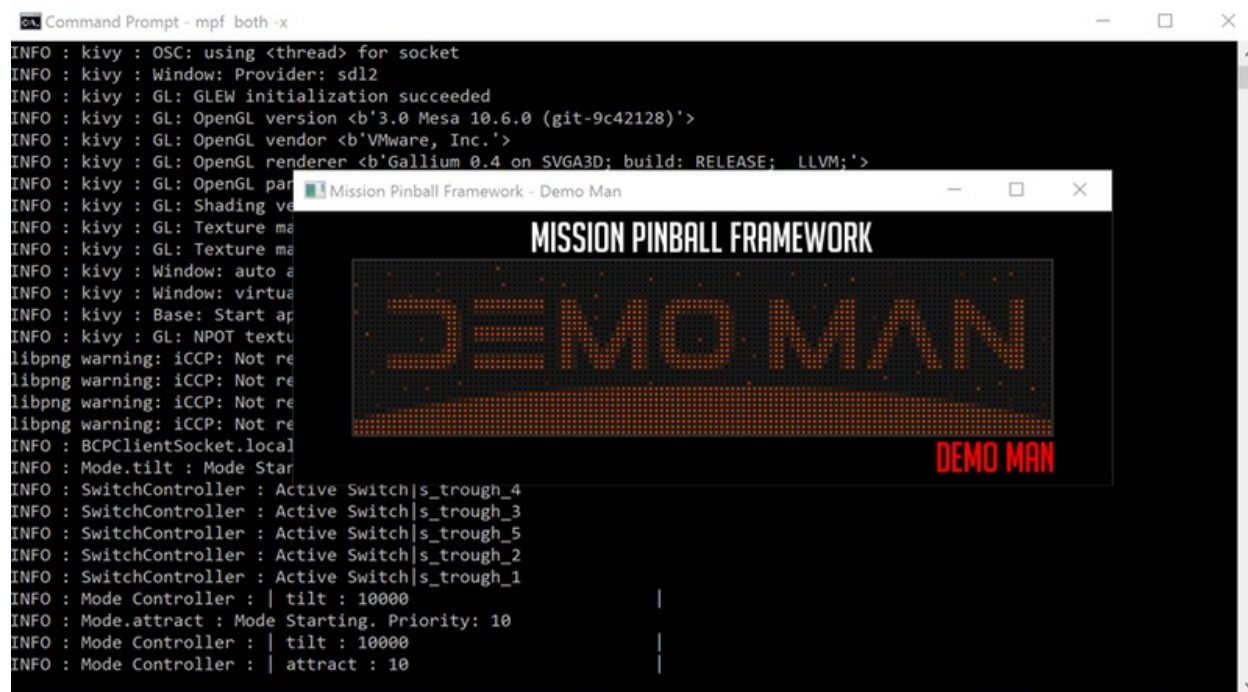 Command Prompt - mpf both -x
INFO : kivy : OSC: using <thread> for socket
INFO : kivy : Window: Provider: sdl2
INFO : kivy : GL: GLEW initialization succeeded
INFO : kivy : GL: OpenGL version <b'3.0 Mesa 10.6.0 (git-9c42128)'>
INFO : kivy : GL: OpenGL vendor <b'VMware, Inc.'>
INFO : kivy : GL: OpenGL renderer <b'Gallium 0.4 on SVGA3D; build: RELEASE;  LLVM;'>
INFO : kivy : GL: OpenGL par
INFO : kivy : GL: Shading ve
INFO : kivy : GL: Texture ma
INFO : kivy : GL: Texture ma
INFO : kivy : Window: auto a
INFO : kivy : Window: virtua
INFO : kivy : Base: Start ap
INFO : kivy : GL: NPOT textu
libpng warning: iCCP: Not re
libpng warning: iCCP: Not re
libpng warning: iCCP: Not re
libpng warning: iCCP: Not re
INFO : BCPClientSocket.local
INFO : Mode.tilt : Mode Star
INFO : SwitchController : Active Switch|s_trough_4
INFO : SwitchController : Active Switch|s_trough_3
INFO : SwitchController : Active Switch|s_trough_5
INFO : SwitchController : Active Switch|s_trough_2
INFO : SwitchController : Active Switch|s_trough_1
INFO : Mode Controller : | tilt : 10000 |
INFO : Mode.attract : Mode Starting. Priority: 10
INFO : Mode Controller : | tilt : 10000 |
INFO : Mode Controller : | attract : 10 |
Mission Pinball Framework - Demo Man
MISSION PINBALL FRAMEWORK
DEMO MAN
DEMO MAN